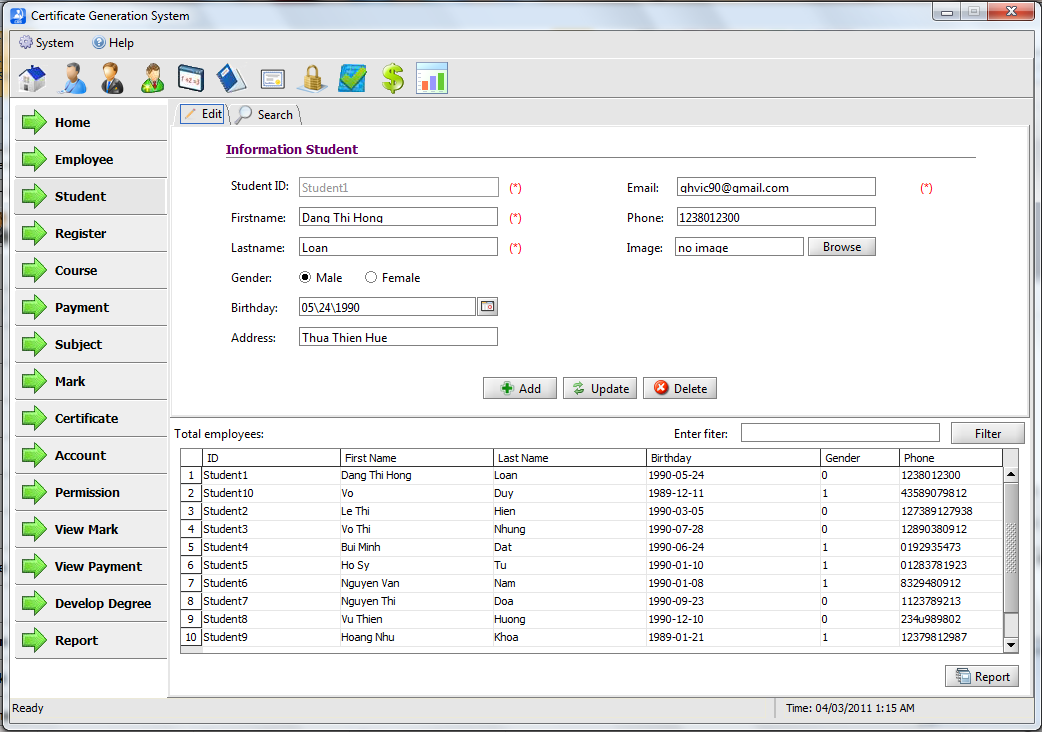 Certificate Generation System
System Help
Edit Search
Home
Employee
Student
Register
Course
Payment
Subject
Mark
Certificate
Account
Permission
View Mark
View Payment
Develop Degree
Report
Information Student
Student ID: Student1 (*) Email: qhvic90@gmail.com (*)
Firstname: Dang Thi Hong (*) Phone: 1238012300
Lastname: Loan (*) Image: no image Browse
Gender: Male Female
Birthday: 05\24\1990
Address: Thua Thien Hue
Add Update Delete
Total employees: Enter fiter: Filter
ID First Name Last Name Birthday Gender Phone
1 Student1 Dang Thi Hong Loan 1990-05-24 0 1238012300
2 Student10 Vo Duy 1989-12-11 1 43589079812
3 Student2 Le Thi Hien 1990-03-05 0 127389127938
4 Student3 Vo Thi Nhung 1990-07-28 0 12890380912
5 Student4 Bui Minh Dat 1990-06-24 1 0192935473
6 Student5 Ho Sy Tu 1990-01-10 1 01283781923
7 Student6 Nguyen Van Nam 1990-01-08 1 8329480912
8 Student7 Nguyen Thi Doa 1990-09-23 0 1123789213
9 Student8 Vu Thien Huong 1990-12-10 0 234u989802
10 Student9 Hoang Nhu Khoa 1989-01-21 1 12379812987
Report
Ready Time: 04/03/2011 1:15 AM